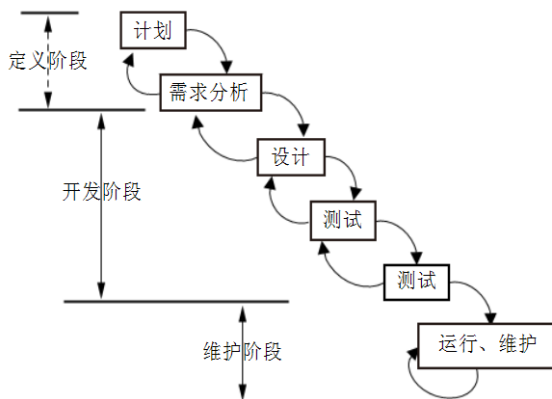 计划
定义阶段
需求分析
设计
开发阶段
测试
测试
运行、维护
维护阶段